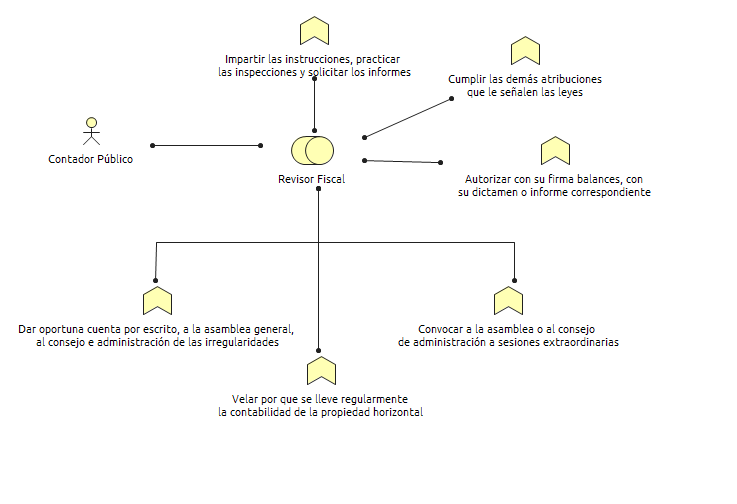 Impartir las instrucciones, practicar
las inspecciones y solicitar los informes
Cumplir las demás atribuciones
que le señalen las leyes
Contador Público
Revisor Fiscal
Autorizar con su firma balances, con
su dictamen o informe correspondiente
Dar oportuna cuenta por escrito, a la asamblea general,
al consejo e administración de las irregularidades
Convocar a la asamblea o al consejo
de administración a sesiones extraordinarias
Velar por que se lleve regularmente
la contabilidad de la propiedad horizontal